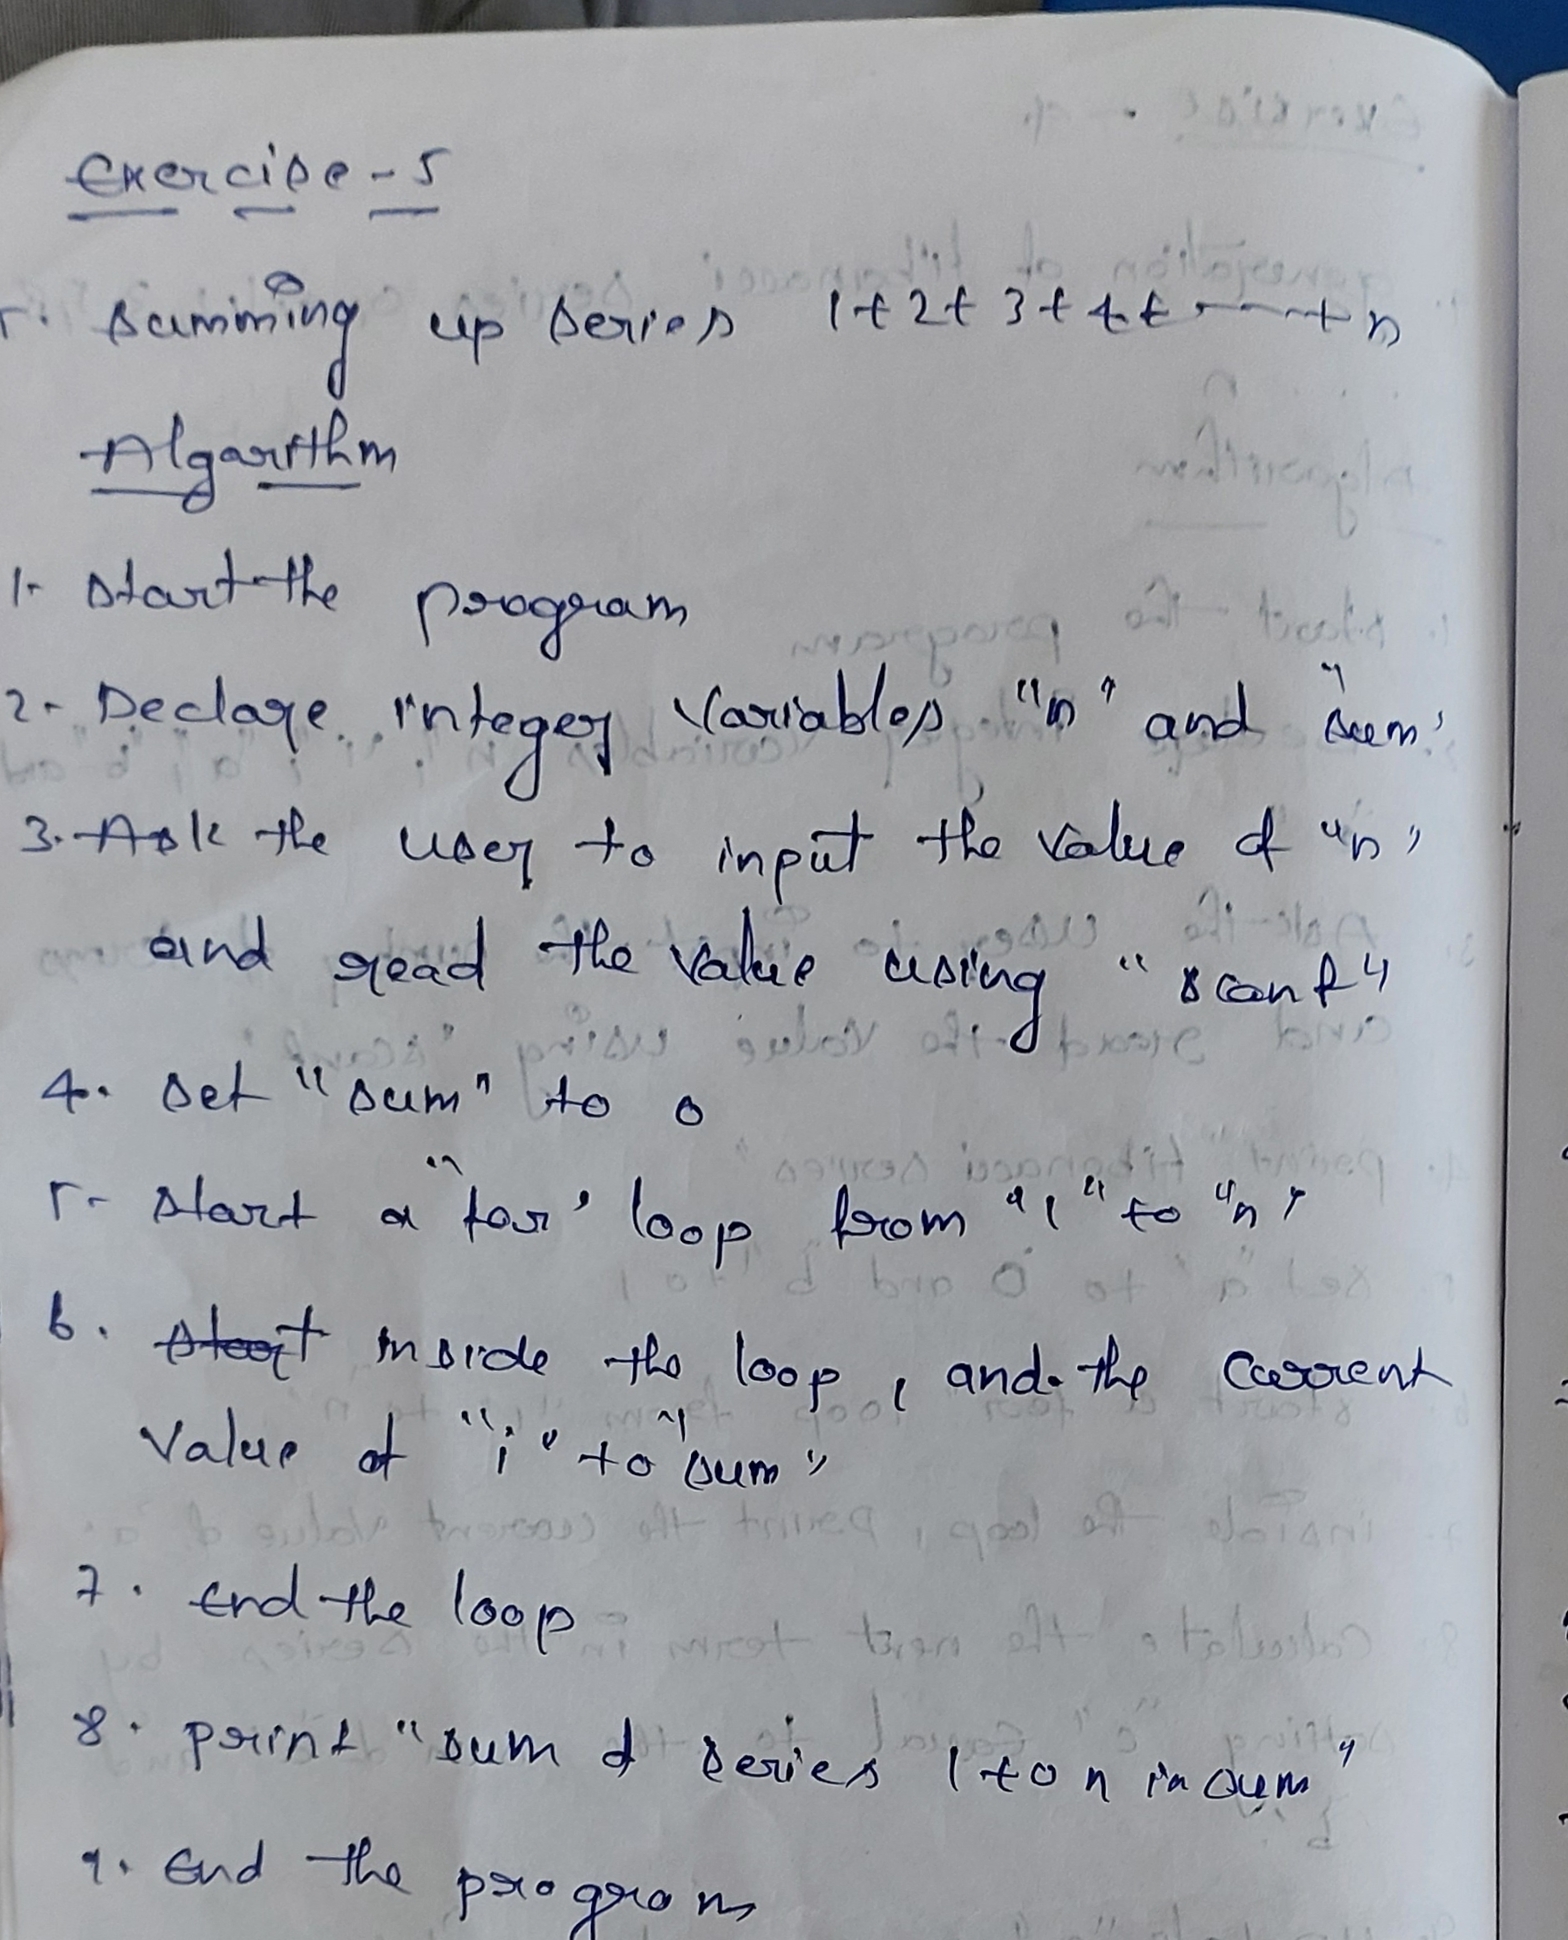 Exercise - 5
5. Summing up series 1+2+3+4+-----+n
Algorithm
1. Start the program
2. Declare integer variables "n" and "sum"
3. Ask the user to input the value of "n"
and read the value using "scanf"
4. Set "sum" to 0
5. Start a "for" loop from "1" to "n"
6. Start inside the loop, and the current
value of "i" to "sum"
7. End the loop
8. print "sum of series 1 to n in sum"
9. End the program